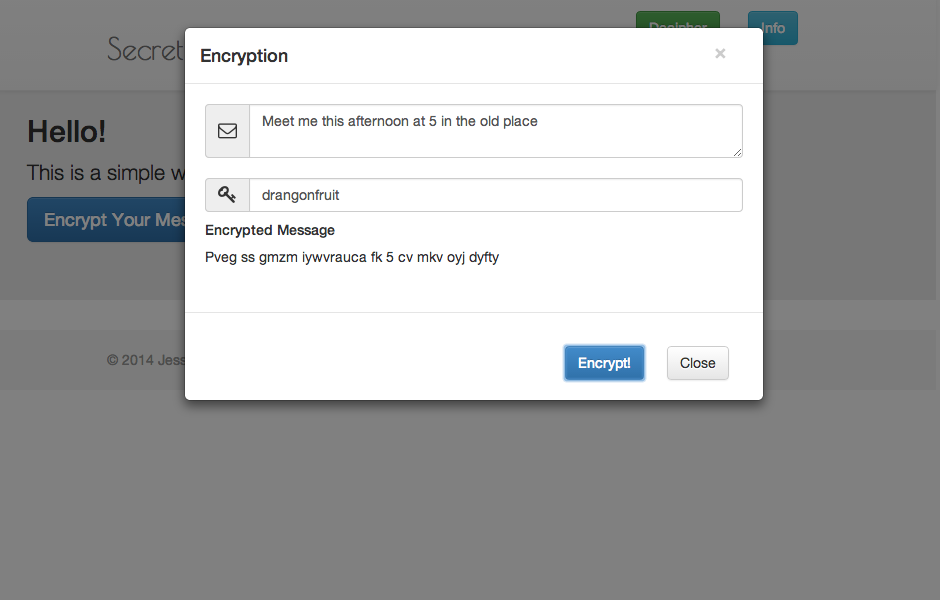 Secret
Decipher
Info
Encryption
×
Hello!
This is a simple w
Encrypt Your Mes
Meet me this afternoon at 5 in the old place
drangonfruit
Encrypted Message
Pveg ss gmzm iywvrauca fk 5 cv mkv oyj dyfty
© 2014 Jess
Encrypt!
Close